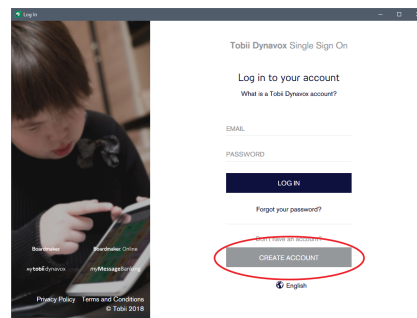 Log In
Tobii Dynavox Single Sign On
Log in to your account
What is a Tobii Dynavox account?
EMAIL
PASSWORD
LOG IN
Forgot your password?
Don't have an account?
CREATE ACCOUNT
English
Boardmaker
Boardmaker Online
mytobiidynavox
myMessageBanking
Privacy Policy Terms and Conditions
© Tobii 2018